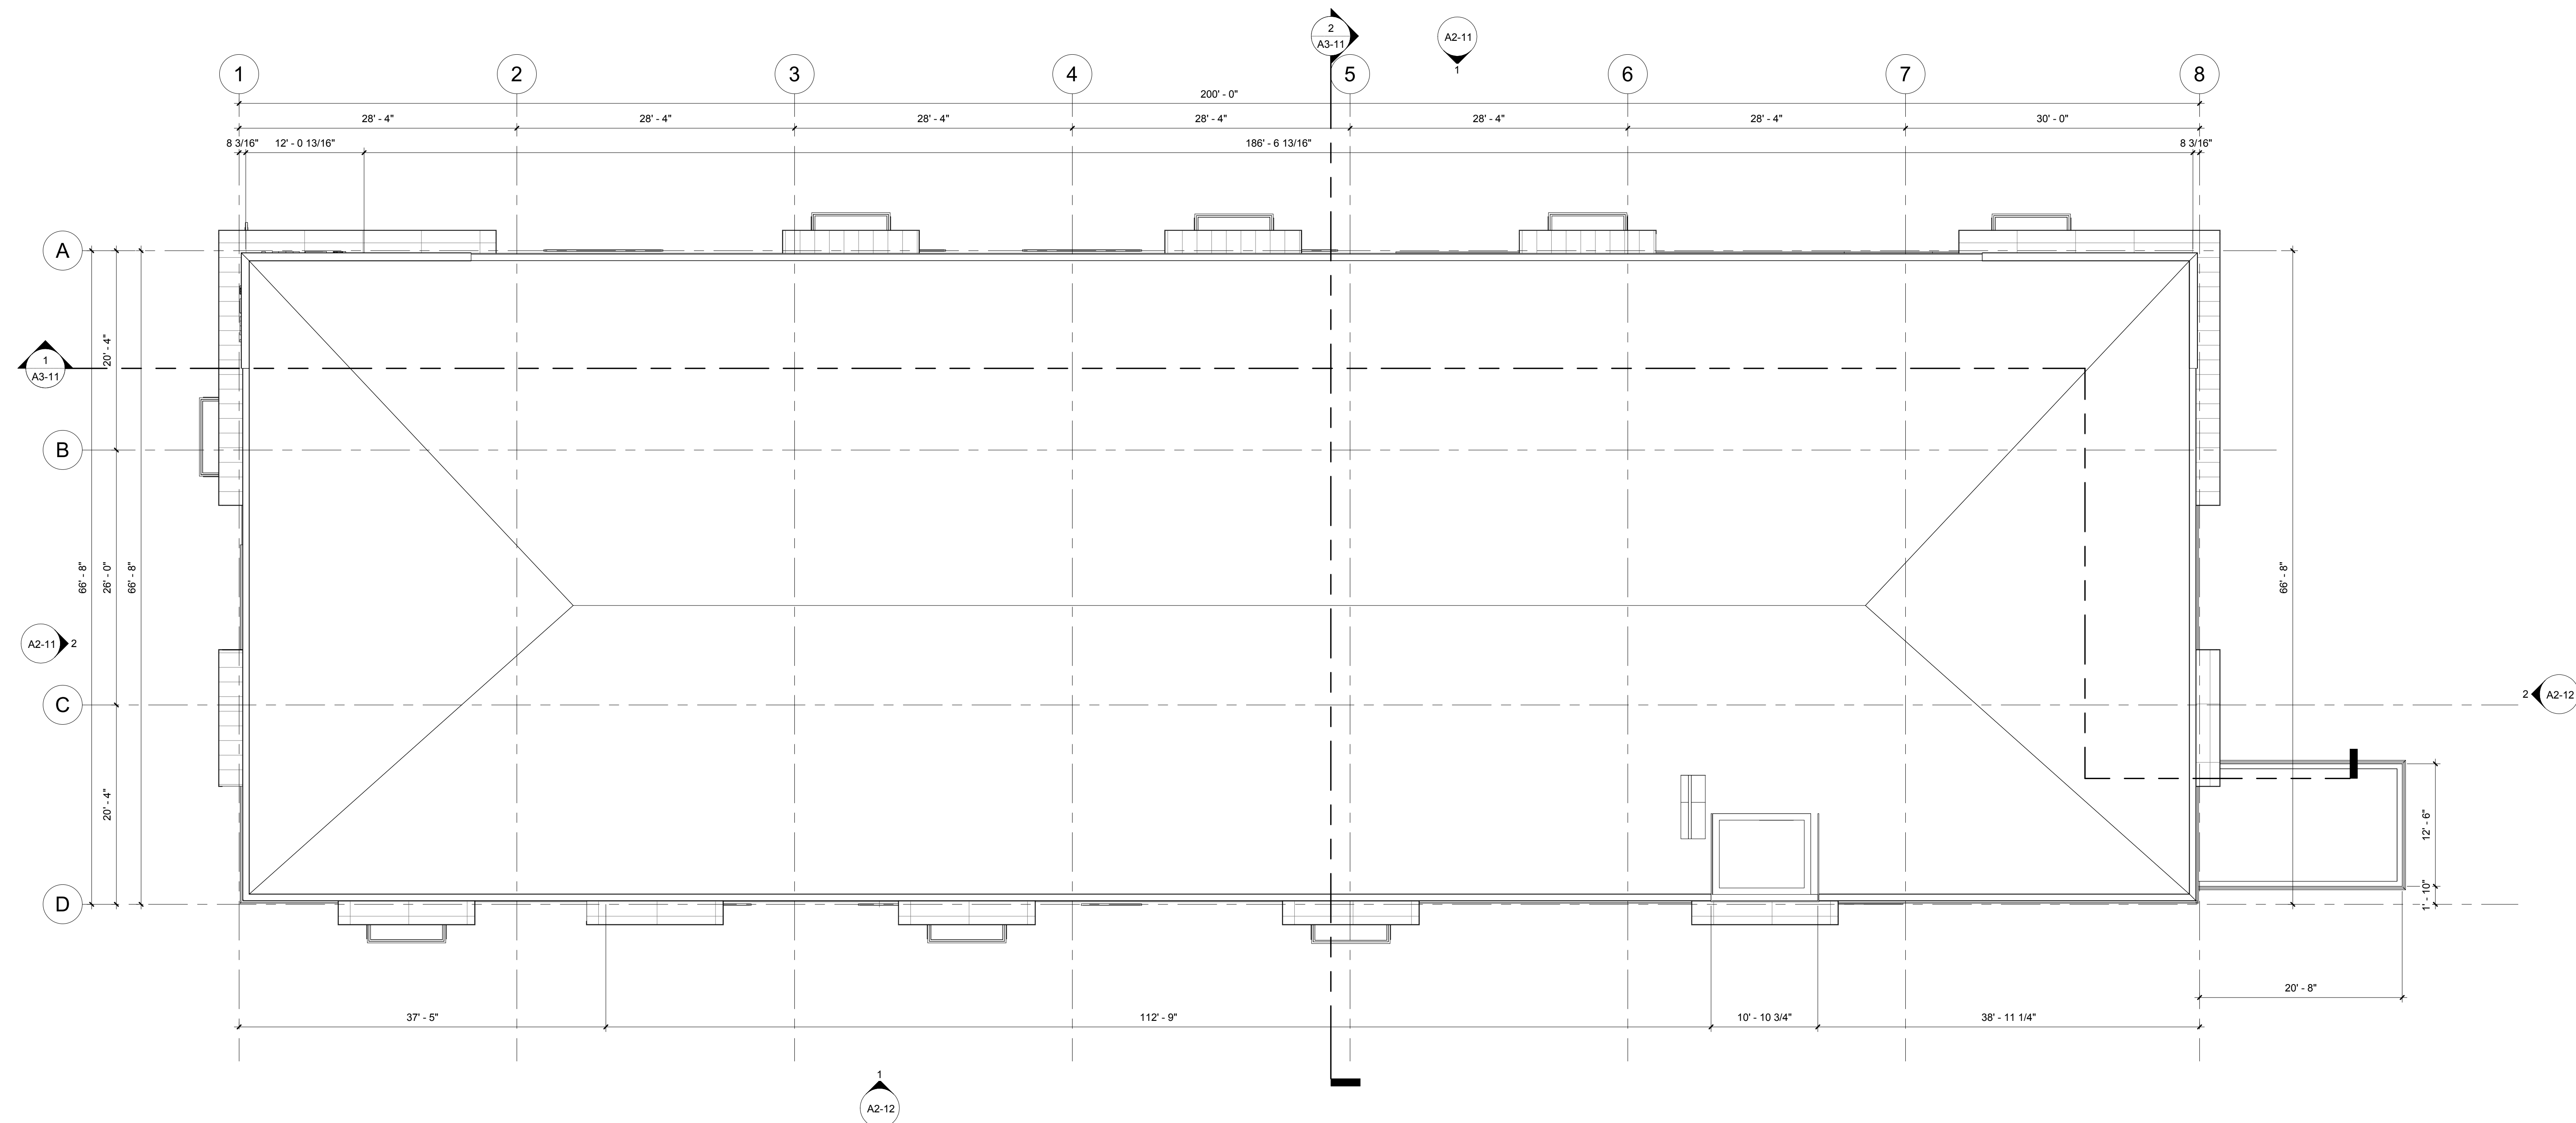 2
A3-11
A2-11
1
1
2
3
4
5
6
7
8
200' - 0"
28' - 4"
28' - 4"
28' - 4"
28' - 4"
28' - 4"
28' - 4"
30' - 0"
8 3/16"
12' - 0 13/16"
186' - 6 13/16"
8 3/16"
A
20' - 4"
1
A3-11
B
66' - 8"
26' - 0"
66' - 8"
66' - 8"
A2-11
2
C
2
A2-12
20' - 4"
12' - 6"
1' - 10"
D
20' - 8"
37' - 5"
112' - 9"
10' - 10 3/4"
38' - 11 1/4"
1
A2-12